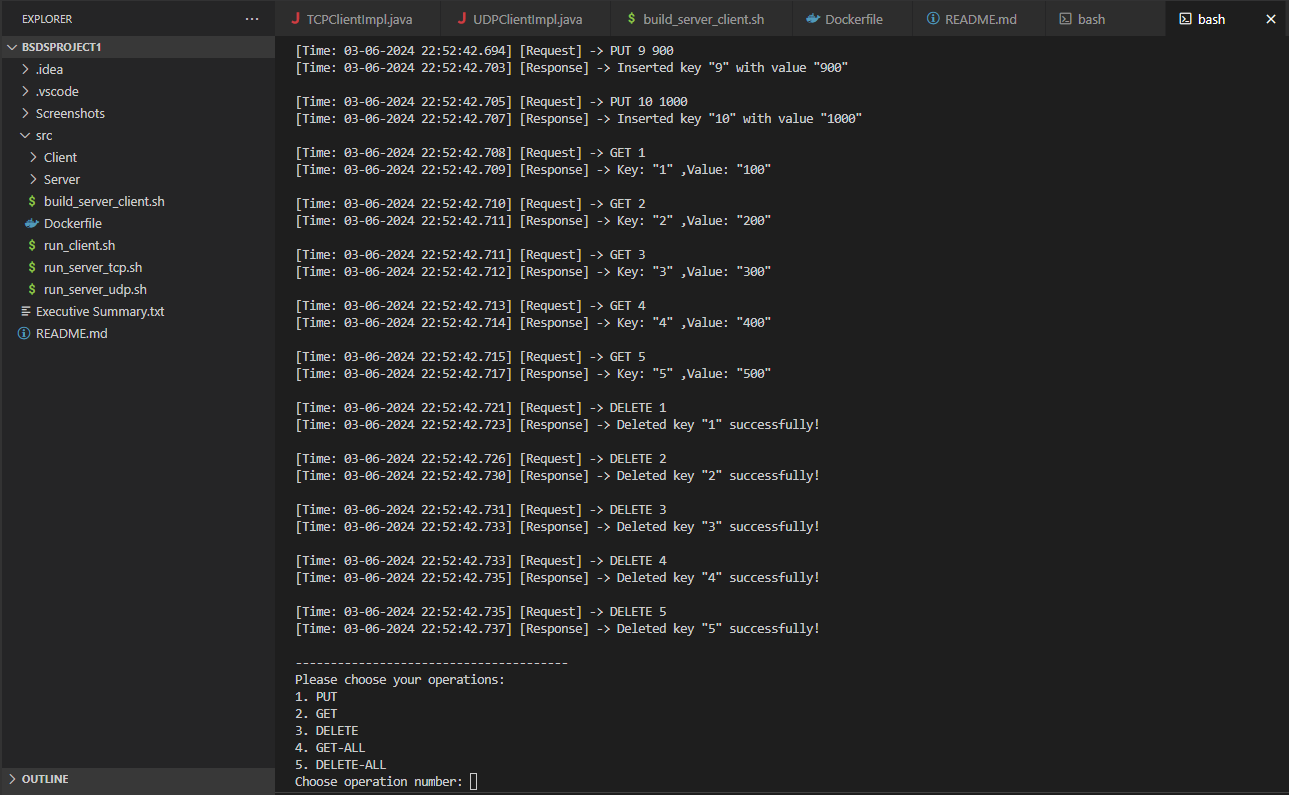 EXPLORER ...
BSDSPROJECT1
.idea
.vscode
Screenshots
src
Client
Server
$ build_server_client.sh
Dockerfile
$ run_client.sh
$ run_server_tcp.sh
$ run_server_udp.sh
Executive Summary.txt
README.md
OUTLINE
J TCPClientImpl.java J UDPClientImpl.java $ build_server_client.sh Dockerfile README.md bash bash
[Time: 03-06-2024 22:52:42.694] [Request] -> PUT 9 900
[Time: 03-06-2024 22:52:42.703] [Response] -> Inserted key "9" with value "900"
[Time: 03-06-2024 22:52:42.705] [Request] -> PUT 10 1000
[Time: 03-06-2024 22:52:42.707] [Response] -> Inserted key "10" with value "1000"
[Time: 03-06-2024 22:52:42.708] [Request] -> GET 1
[Time: 03-06-2024 22:52:42.709] [Response] -> Key: "1" ,Value: "100"
[Time: 03-06-2024 22:52:42.710] [Request] -> GET 2
[Time: 03-06-2024 22:52:42.711] [Response] -> Key: "2" ,Value: "200"
[Time: 03-06-2024 22:52:42.711] [Request] -> GET 3
[Time: 03-06-2024 22:52:42.712] [Response] -> Key: "3" ,Value: "300"
[Time: 03-06-2024 22:52:42.713] [Request] -> GET 4
[Time: 03-06-2024 22:52:42.714] [Response] -> Key: "4" ,Value: "400"
[Time: 03-06-2024 22:52:42.715] [Request] -> GET 5
[Time: 03-06-2024 22:52:42.717] [Response] -> Key: "5" ,Value: "500"
[Time: 03-06-2024 22:52:42.721] [Request] -> DELETE 1
[Time: 03-06-2024 22:52:42.723] [Response] -> Deleted key "1" successfully!
[Time: 03-06-2024 22:52:42.726] [Request] -> DELETE 2
[Time: 03-06-2024 22:52:42.730] [Response] -> Deleted key "2" successfully!
[Time: 03-06-2024 22:52:42.731] [Request] -> DELETE 3
[Time: 03-06-2024 22:52:42.733] [Response] -> Deleted key "3" successfully!
[Time: 03-06-2024 22:52:42.733] [Request] -> DELETE 4
[Time: 03-06-2024 22:52:42.735] [Response] -> Deleted key "4" successfully!
[Time: 03-06-2024 22:52:42.735] [Request] -> DELETE 5
[Time: 03-06-2024 22:52:42.737] [Response] -> Deleted key "5" successfully!
---------------------------------------
Please choose your operations:
1. PUT
2. GET
3. DELETE
4. GET-ALL
5. DELETE-ALL
Choose operation number: